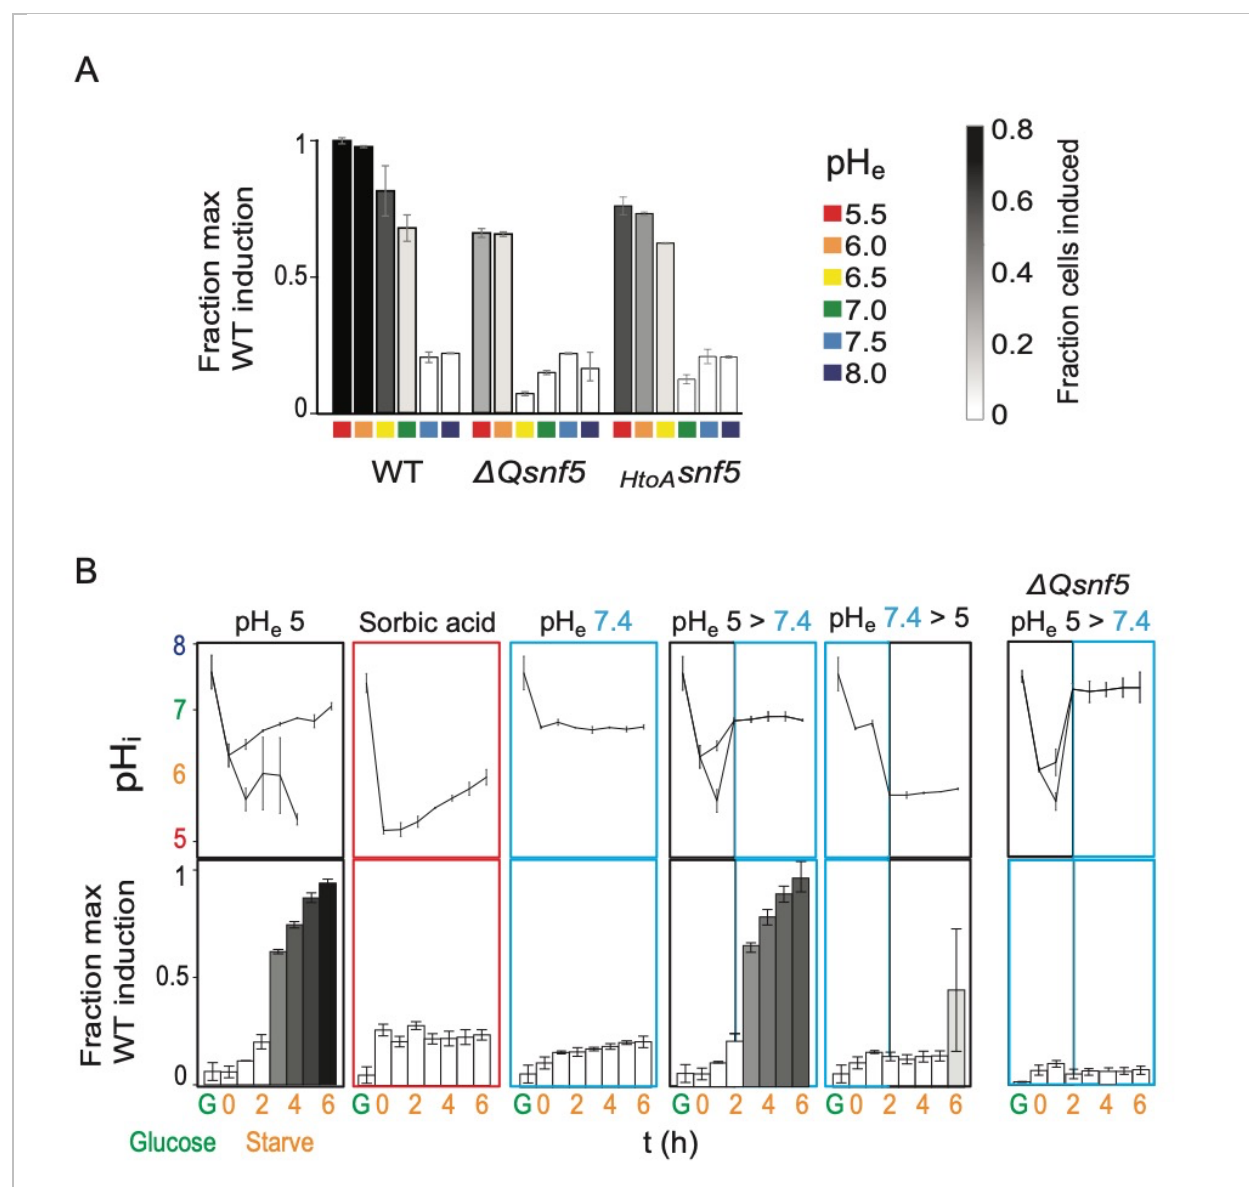 A
Fraction max
WT induction
1
0.5
0
WT
ΔQsnf5
HtoAsnf5
pHe
5.5
6.0
6.5
7.0
7.5
8.0
0.8
0.6
0.4
0.2
0
Fraction cells induced
B
ΔQsnf5
pHe 5
Sorbic acid
pHe 7.4
pHe 5 > 7.4
pHe 7.4 > 5
pHe 5 > 7.4
pHi
8
7
6
5
Fraction max
WT induction
1
0.5
0
G 0 2 4 6
G 0 2 4 6
G 0 2 4 6
G 0 2 4 6
G 0 2 4 6
G 0 2 4 6
Glucose
Starve
t (h)